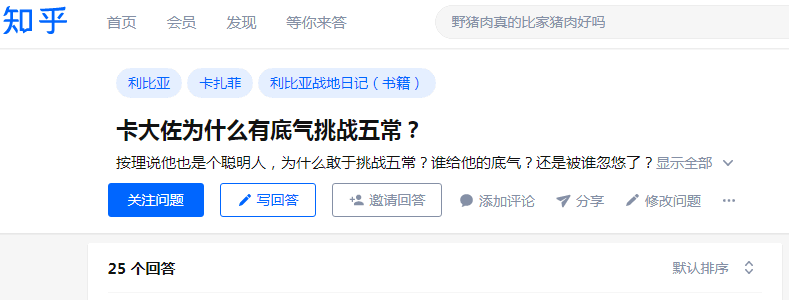 知乎 首页 会员 发现 等你来答 野猪肉真的比家猪肉好吗
利比亚 卡扎菲 利比亚战地日记（书籍）
卡大佐为什么有底气挑战五常？
按理说他也是个聪明人，为什么敢于挑战五常？谁给他的底气？还是被谁忽悠了？显示全部
关注问题 写回答 邀请回答 添加评论 分享 修改问题 ···
25 个回答 默认排序